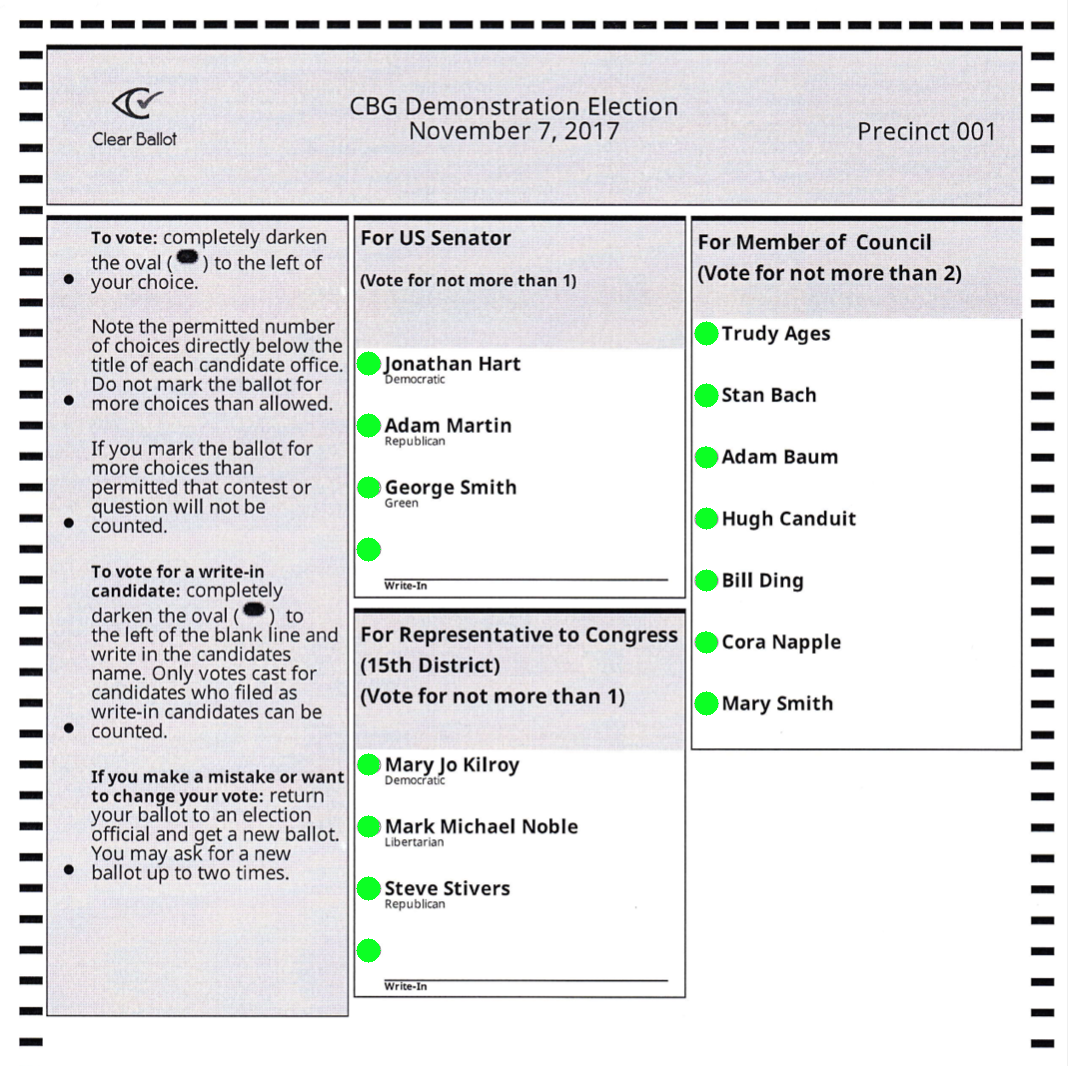 Clear Ballot
CBG Demonstration Election
November 7, 2017
Precinct 001
To vote: completely darken
the oval ( ) to the left of
your choice.
Note the permitted number
of choices directly below the
title of each candidate office.
Do not mark the ballot for
more choices than allowed.
If you mark the ballot for
more choices than
permitted that contest or
question will not be
counted.
To vote for a write-in
candidate: completely
darken the oval ( ) to
the left of the blank line and
write in the candidates
name. Only votes cast for
candidates who filed as
write-in candidates can be
counted.
If you make a mistake or want
to change your vote: return
your ballot to an election
official and get a new ballot.
You may ask for a new
ballot up to two times.
For US Senator
(Vote for not more than 1)
Jonathan Hart
Democratic
Adam Martin
Republican
George Smith
Green
Write-In
For Representative to Congress
(15th District)
(Vote for not more than 1)
Mary Jo Kilroy
Democratic
Mark Michael Noble
Libertarian
Steve Stivers
Republican
Write-In
For Member of Council
(Vote for not more than 2)
Trudy Ages
Stan Bach
Adam Baum
Hugh Canduit
Bill Ding
Cora Napple
Mary Smith